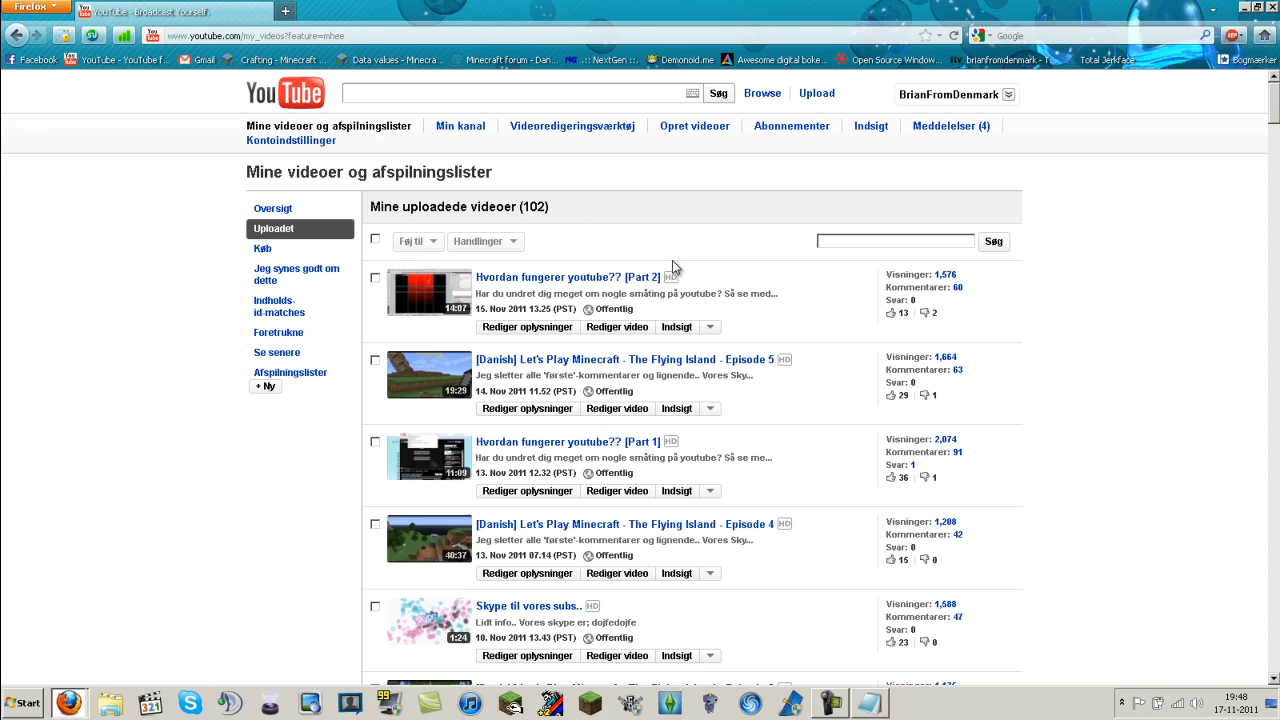 Firefox
YouTube - Broadcast Yourself.
www.youtube.com/my_videos?feature=mhee
Google
Facebook
YouTube - YouTube f...
Gmail
Crafting - Minecraft ...
Data values - Minecra...
Minecraft forum - Dan...
.:: NextGen ::.
Demonoid.me
Awesome digital boke...
Open Source Window...
brianfromdenmark - T...
Total Jerkface
Bogmærker
YouTube
Søg
Browse
Upload
BrianFromDenmark
Mine videoer og afspilningslister
Min kanal
Videoredigeringsværktøj
Opret videoer
Abonnementer
Indsigt
Meddelelser (4)
Kontoindstillinger
Mine videoer og afspilningslister
Oversigt
Uploadet
Køb
Jeg synes godt om
dette
Indholds-
id-matches
Foretrukne
Se senere
Afspilningslister
+ Ny
Mine uploadede videoer (102)
Føj til
Handlinger
Søg
14:07
Hvordan fungerer youtube?? [Part 2] HD
Har du undret dig meget om nogle småting på youtube? Så se med...
15. Nov 2011 13.25 (PST) Offentlig
Rediger oplysninger Rediger video Indsigt
Visninger: 1,576
Kommentarer: 60
Svar: 0
13 2
19:29
[Danish] Let's Play Minecraft - The Flying Island - Episode 5 HD
Jeg sletter alle 'første'-kommentarer og lignende.. Vores Sky...
14. Nov 2011 11.52 (PST) Offentlig
Rediger oplysninger Rediger video Indsigt
Visninger: 1,664
Kommentarer: 63
Svar: 0
29 1
11:09
Hvordan fungerer youtube?? [Part 1] HD
Har du undret dig meget om nogle småting på youtube? Så se me...
13. Nov 2011 12.32 (PST) Offentlig
Rediger oplysninger Rediger video Indsigt
Visninger: 2,074
Kommentarer: 91
Svar: 1
36 1
40:37
[Danish] Let's Play Minecraft - The Flying Island - Episode 4 HD
Jeg sletter alle 'første'-kommentarer og lignende.. Vores Sky...
13. Nov 2011 07.14 (PST) Offentlig
Rediger oplysninger Rediger video Indsigt
Visninger: 1,208
Kommentarer: 42
Svar: 0
15 0
1:24
Skype til vores subs.. HD
Lidt info.. Vores skype er; dojfedojfe
10. Nov 2011 13.43 (PST) Offentlig
Rediger oplysninger Rediger video Indsigt
Visninger: 1,588
Kommentarer: 47
Svar: 0
23 0
Start
321
99
19:48
17-11-2011